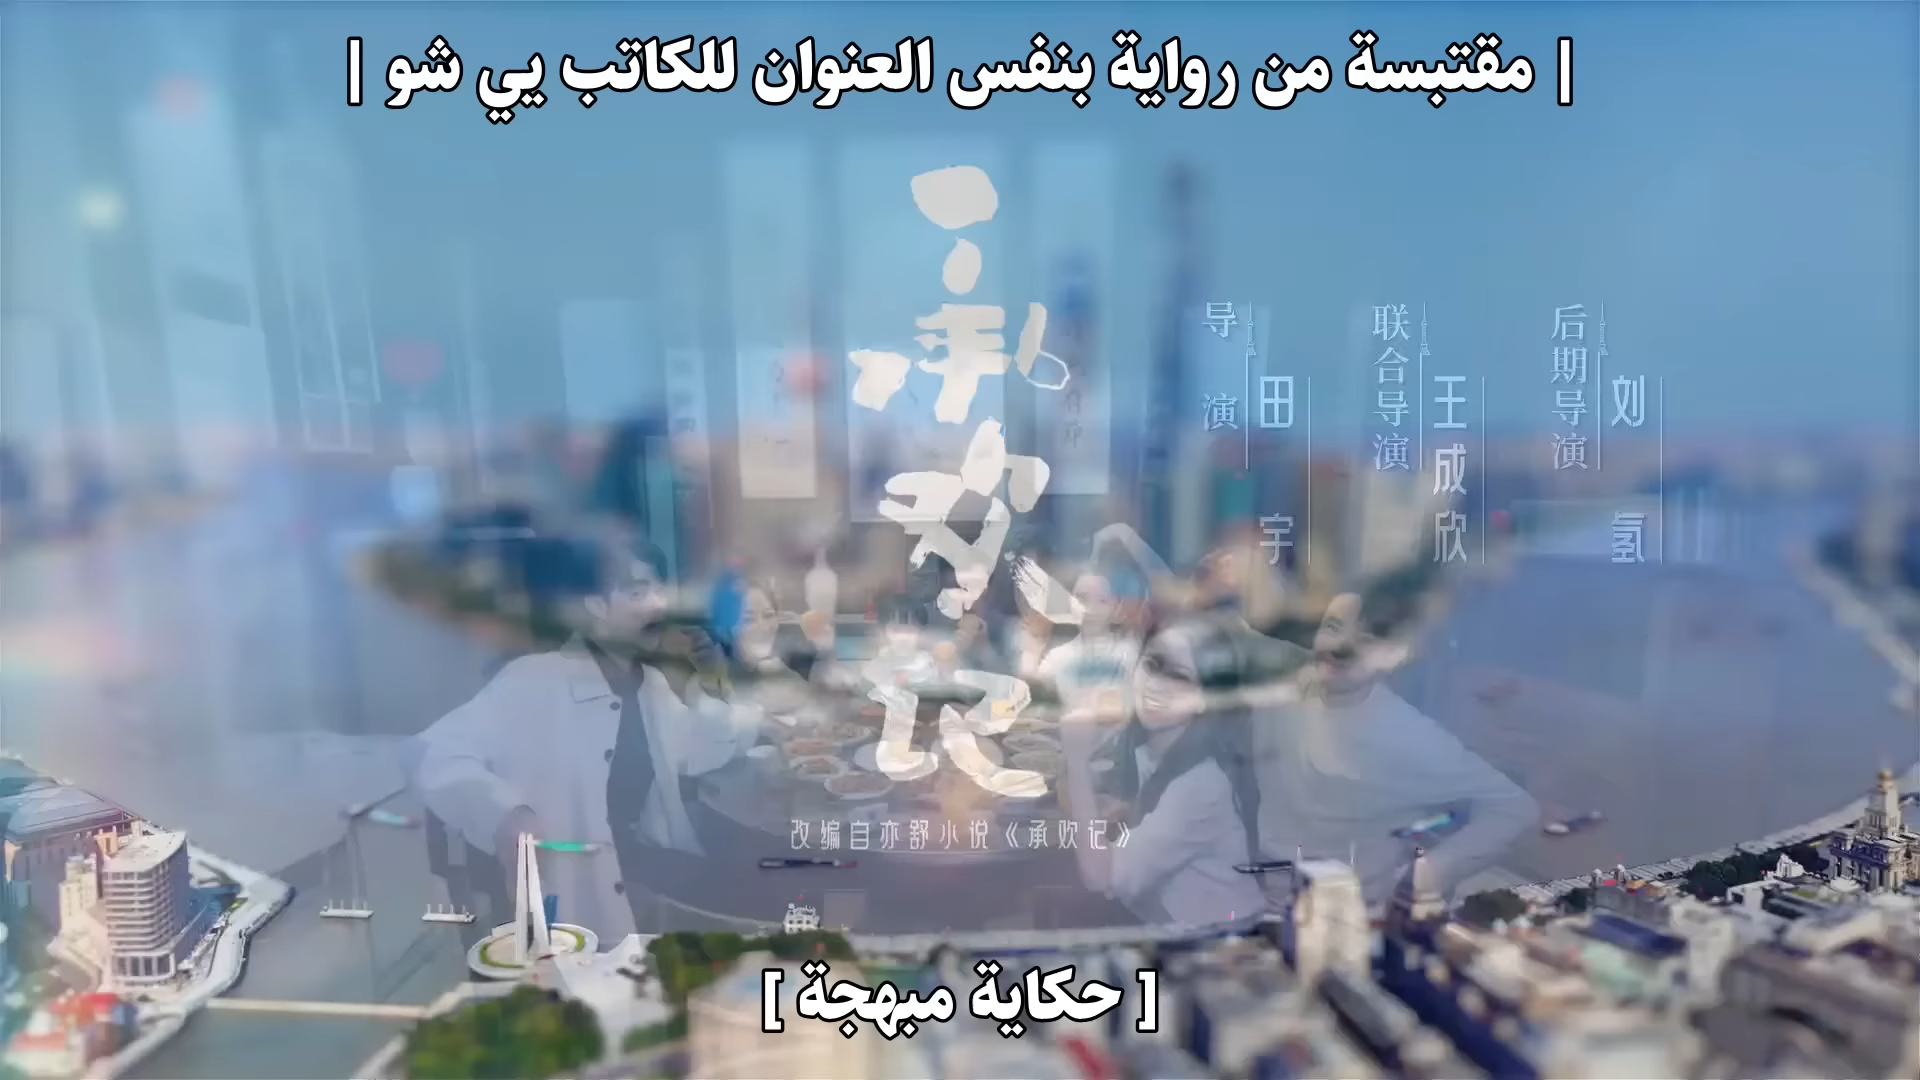 | مقتبسة من رواية بنفس العنوان للكاتب يي شو |
承欢记
导演
田宇
联合导演
王成欣
后期导演
刘氢
改编自亦舒小说《承欢记》
[ حكاية مبهجة ]